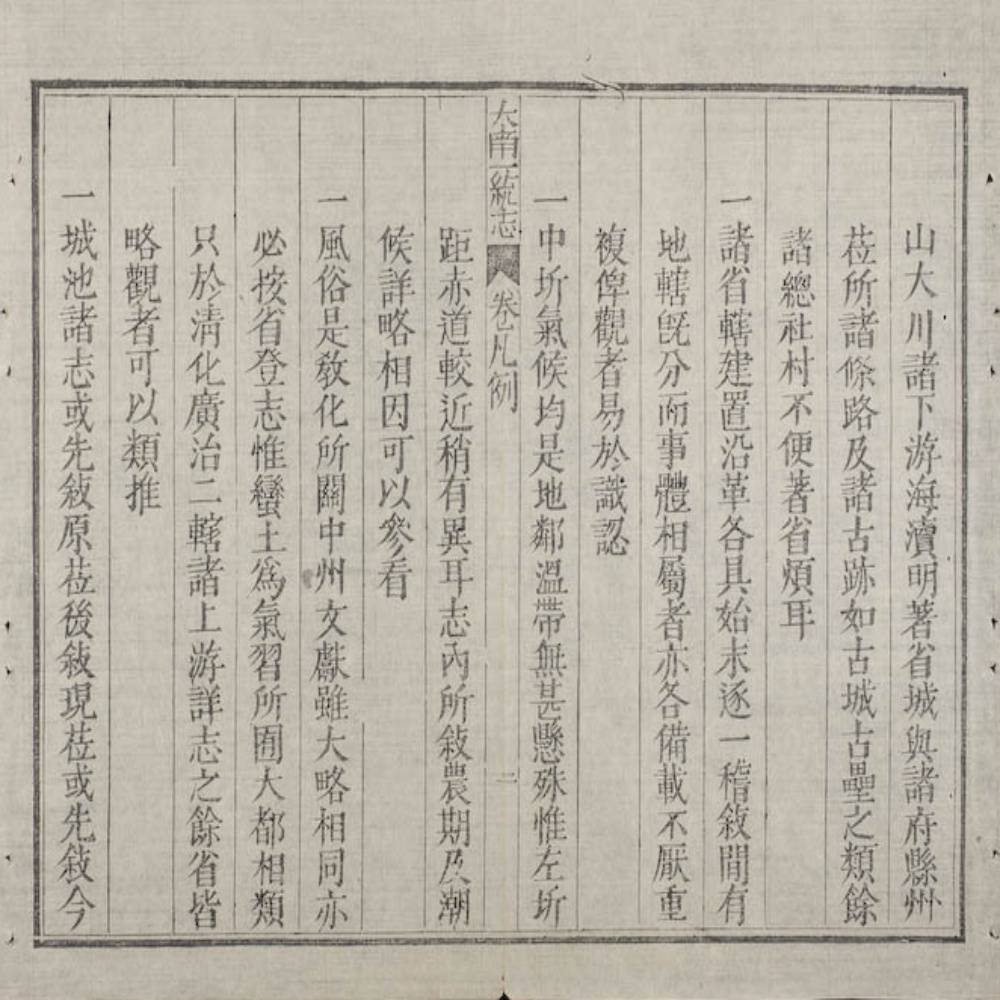 山大川諸下游海瀆明著省城與諸府縣州
莅所諸條路及諸古跡如古城古壘之類餘
諸總社村不便著省煩耳
一諸省轄建置沿革各具始末逐一稽敘間有
地轄旣分而事體相屬者亦各備載不厭重
複俾觀者易於識認
一中圻氣候均是地鄰溫帶無甚懸殊惟左圻
大南一統志 卷凡例 二
距赤道較近稍有異耳志內所敘農期及潮
候詳略相因可以參看
一風俗是敎化所關中州文獻雖大略相同亦
必按省登志惟蠻土爲氣習所囿大都相類
只於淸化廣治二轄諸上游詳志之餘省皆
略觀者可以類推
一城池諸志或先敘原莅後敘現莅或先敘今